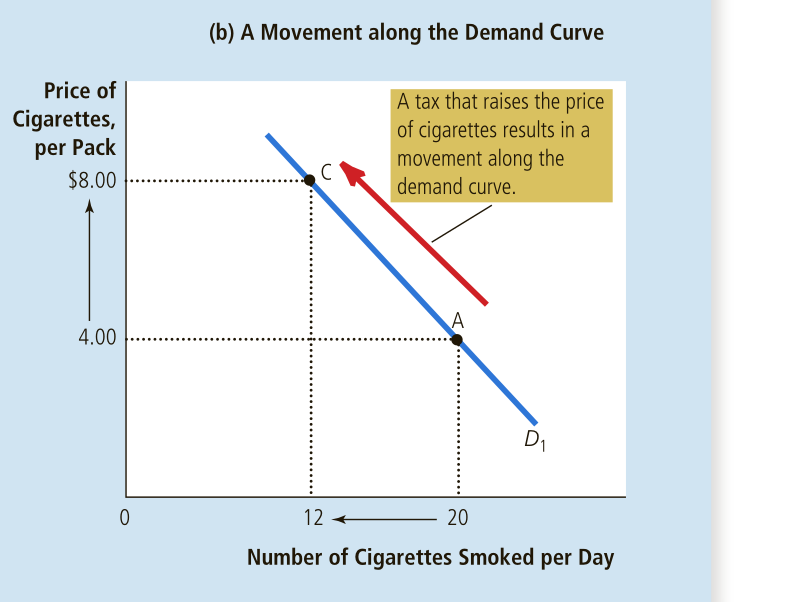 (b) A Movement along the Demand Curve
Price of
Cigarettes,
per Pack
A tax that raises the price
of cigarettes results in a
movement along the
demand curve.
$8.00
C
4.00
A
D1
0
12
20
Number of Cigarettes Smoked per Day